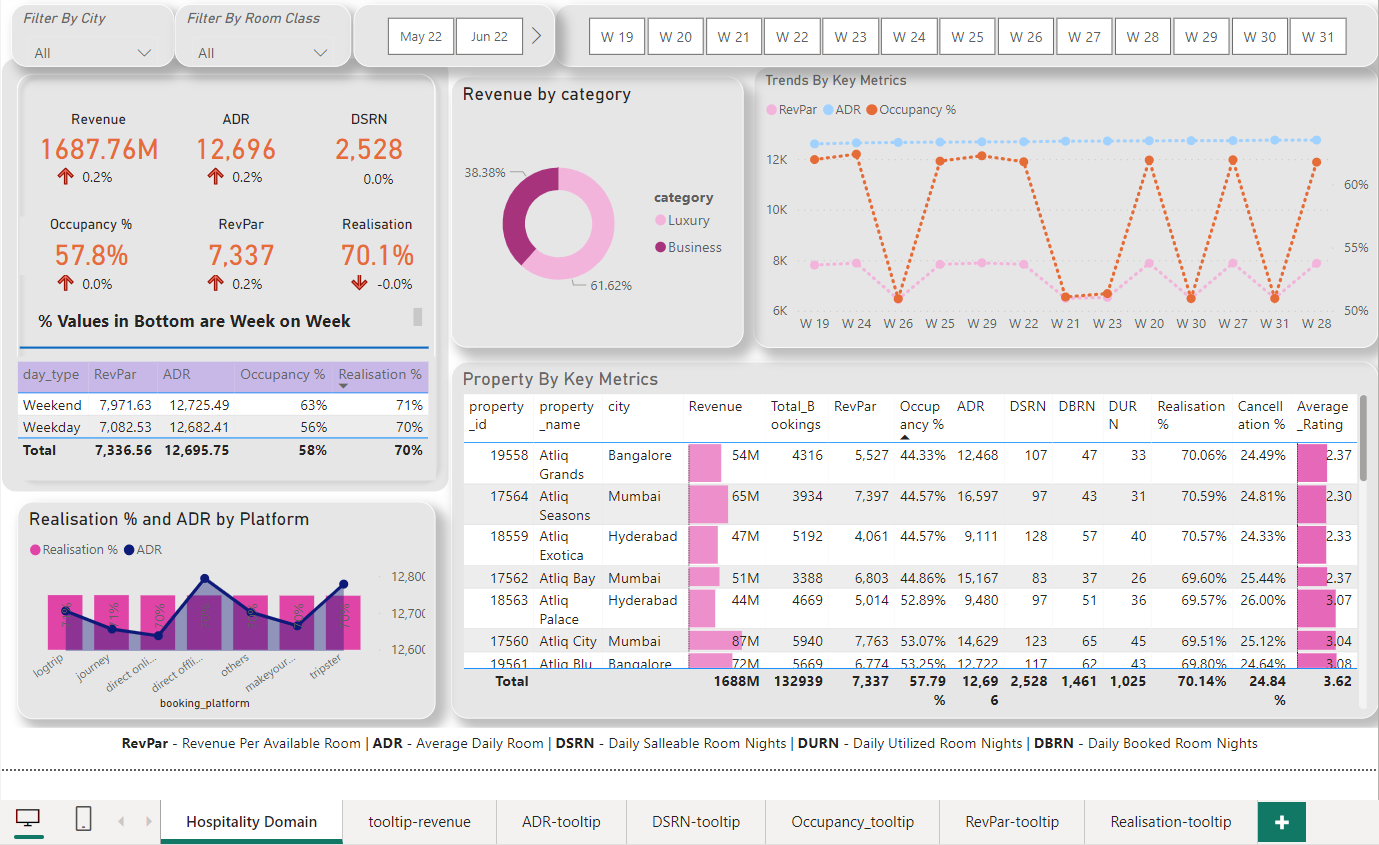 Filter By City
All
Filter By Room Class
All
May 22
Jun 22
W 19
W 20
W 21
W 22
W 23
W 24
W 25
W 26
W 27
W 28
W 29
W 30
W 31
Revenue
1687.76M
0.2%
ADR
12,696
0.2%
DSRN
2,528
0.0%
Occupancy %
57.8%
0.0%
RevPar
7,337
0.2%
Realisation
70.1%
-0.0%
% Values in Bottom are Week on Week
day_type RevPar ADR Occupancy % Realisation %
Weekend 7,971.63 12,725.49 63% 71%
Weekday 7,082.53 12,682.41 56% 70%
Total 7,336.56 12,695.75 58% 70%
Revenue by category
38.38%
61.62%
category
Luxury
Business
Trends By Key Metrics
RevPar ADR Occupancy %
12K
10K
8K
6K
60%
55%
50%
W 19 W 24 W 26 W 25 W 29 W 22 W 21 W 23 W 20 W 30 W 27 W 31 W 28
Realisation % and ADR by Platform
Realisation % ADR
71%
70%
70%
12,800
12,700
12,600
logtrip
journey
direct onli...
direct offli...
others
makeyour...
tripster
booking_platform
Property By Key Metrics
property_id property_name city Revenue Total_Bookings RevPar Occupancy % ADR DSRN DBRN DURN Realisation % Cancellation % Average_Rating
19558 Atliq Grands Bangalore 54M 4316 5,527 44.33% 12,468 107 47 33 70.06% 24.49% 2.37
17564 Atliq Seasons Mumbai 65M 3934 7,397 44.57% 16,597 97 43 31 70.59% 24.81% 2.30
18559 Atliq Exotica Hyderabad 47M 5192 4,061 44.57% 9,111 128 57 40 70.57% 24.33% 2.33
17562 Atliq Bay Mumbai 51M 3388 6,803 44.86% 15,167 83 37 26 69.60% 25.44% 2.37
18563 Atliq Palace Hyderabad 44M 4669 5,014 52.89% 9,480 97 51 36 69.57% 26.00% 3.07
17560 Atliq City Mumbai 87M 5940 7,763 53.07% 14,629 123 65 45 69.51% 25.12% 3.04
19561 Atliq Blu Bangalore 72M 5669 6,774 53.25% 12,722 117 62 43 69.80% 24.64% 3.08
Total 1688M 132939 7,337 57.79% 12,696 2,528 1,461 1,025 70.14% 24.84% 3.62
RevPar - Revenue Per Available Room | ADR - Average Daily Room | DSRN - Daily Salleable Room Nights | DURN - Daily Utilized Room Nights | DBRN - Daily Booked Room Nights
Hospitality Domain
tooltip-revenue
ADR-tooltip
DSRN-tooltip
Occupancy_tooltip
RevPar-tooltip
Realisation-tooltip